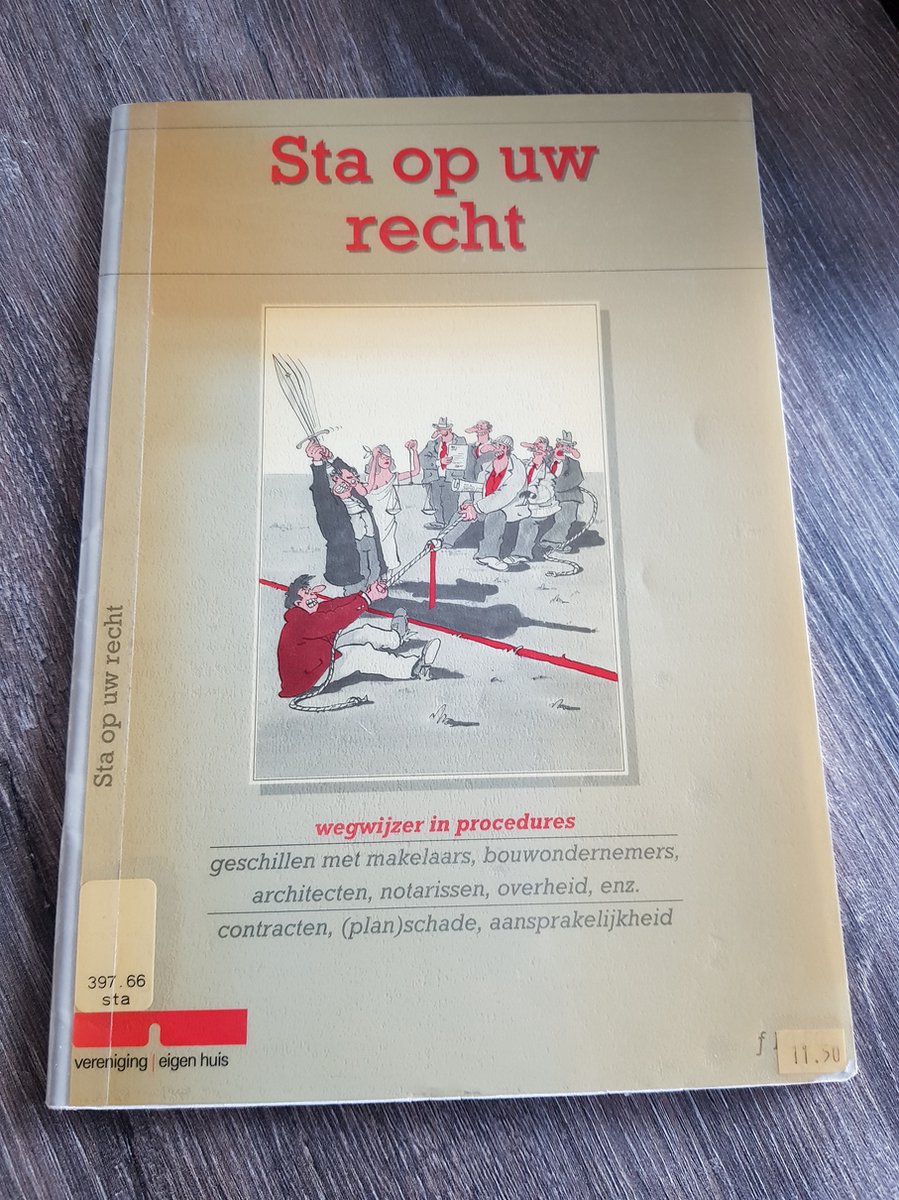 Sta op uw
recht
wegwijzer in procedures
geschillen met makelaars, bouwondernemers,
architecten, notarissen, overheid, enz.
contracten, (plan)schade, aansprakelijkheid
Sta op uw recht
397.66
sta
vereniging eigen huis
ƒ
11.50